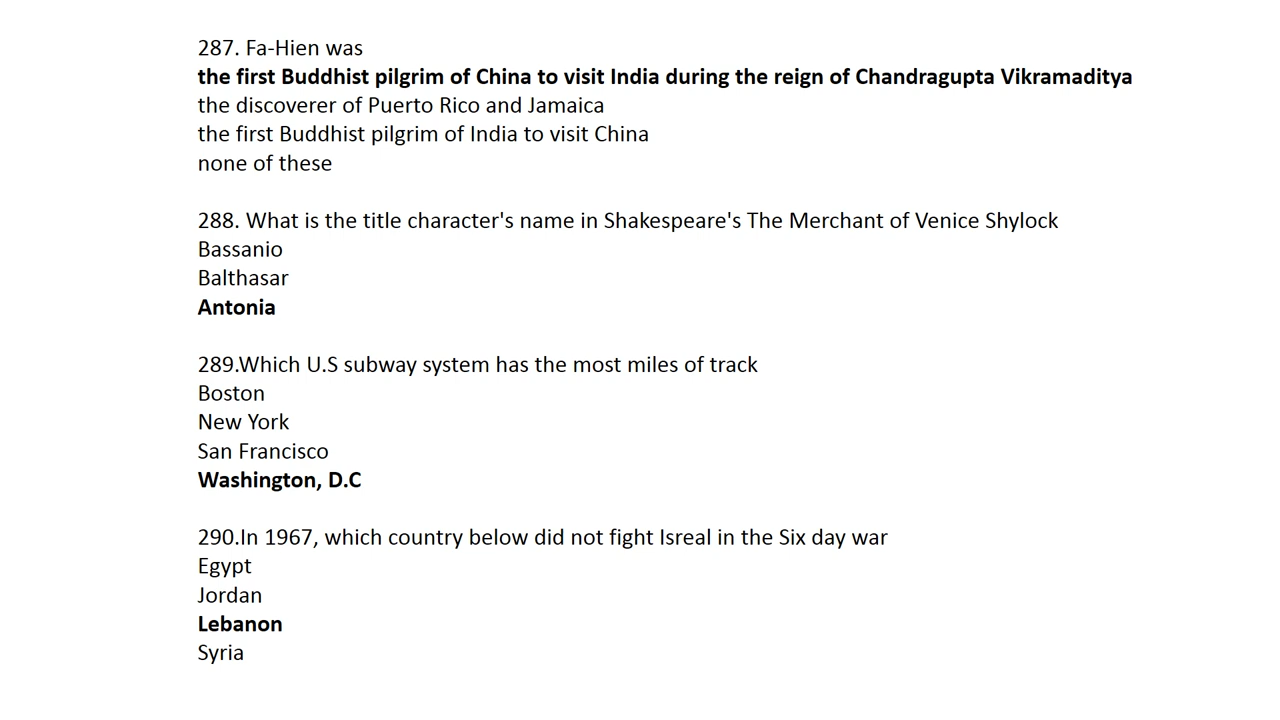 287. Fa-Hien was
the first Buddhist pilgrim of China to visit India during the reign of Chandragupta Vikramaditya
the discoverer of Puerto Rico and Jamaica
the first Buddhist pilgrim of India to visit China
none of these
288. What is the title character's name in Shakespeare's The Merchant of Venice Shylock
Bassanio
Balthasar
Antonia
289.Which U.S subway system has the most miles of track
Boston
New York
San Francisco
Washington, D.C
290.In 1967, which country below did not fight Isreal in the Six day war
Egypt
Jordan
Lebanon
Syria